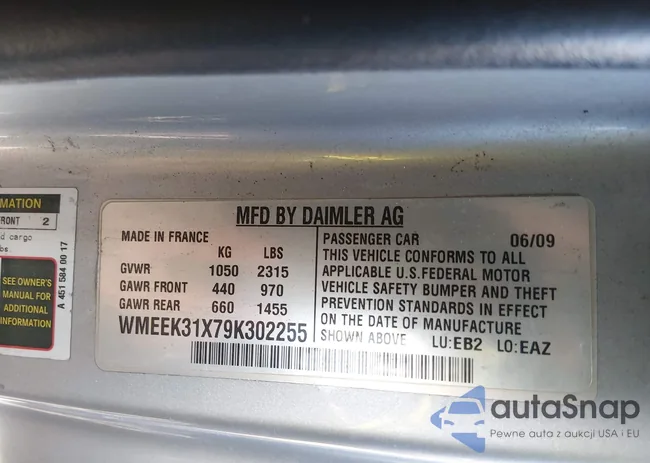 MATION
FRONT 2
d cargo
bs.
SEE OWNER'S
MANUAL FOR
ADDITIONAL
INFORMATION
A 451 584 00 17
MFD BY DAIMLER AG
MADE IN FRANCE
KG LBS
GVWR 1050 2315
GAWR FRONT 440 970
GAWR REAR 660 1455
WMEEK31X79K302255
PASSENGER CAR 06/09
THIS VEHICLE CONFORMS TO ALL
APPLICABLE U.S.FEDERAL MOTOR
VEHICLE SAFETY BUMPER AND THEFT
PREVENTION STANDARDS IN EFFECT
ON THE DATE OF MANUFACTURE
SHOWN ABOVE LU:EB2 LO:EAZ
autaSnap
Pewne auta z aukcji USA i EU